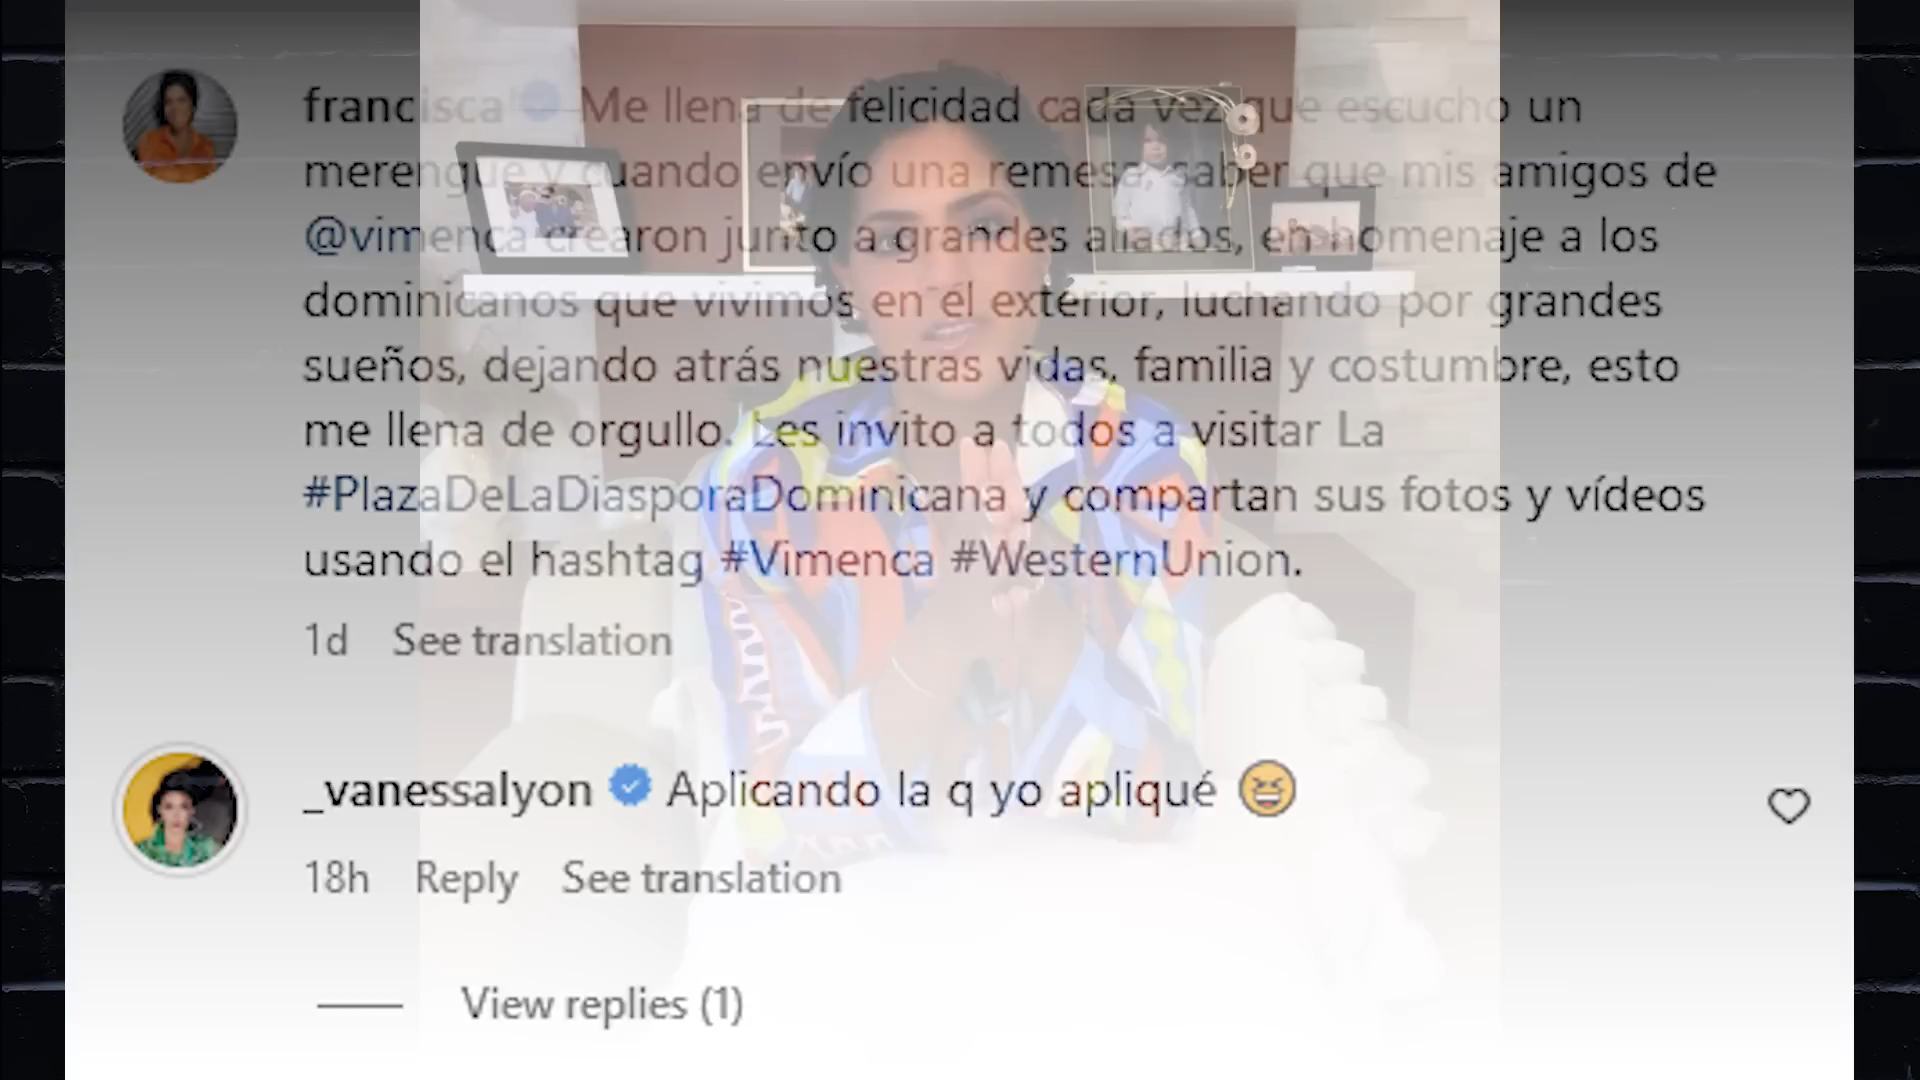 francisca Me llena de felicidad cada vez que escucho un
merengue y cuando envío una remesa, saber que mis amigos de
@vimenca crearon junto a grandes aliados, en homenaje a los
dominicanos que vivimos en el exterior, luchando por grandes
sueños, dejando atrás nuestras vidas, familia y costumbre, esto
me llena de orgullo. Les invito a todos a visitar La
#PlazaDeLaDiasporaDominicana y compartan sus fotos y vídeos
usando el hashtag #Vimenca #WesternUnion.
1d See translation
_vanessalyon Aplicando la q yo apliqué 😆
18h Reply See translation
View replies (1)